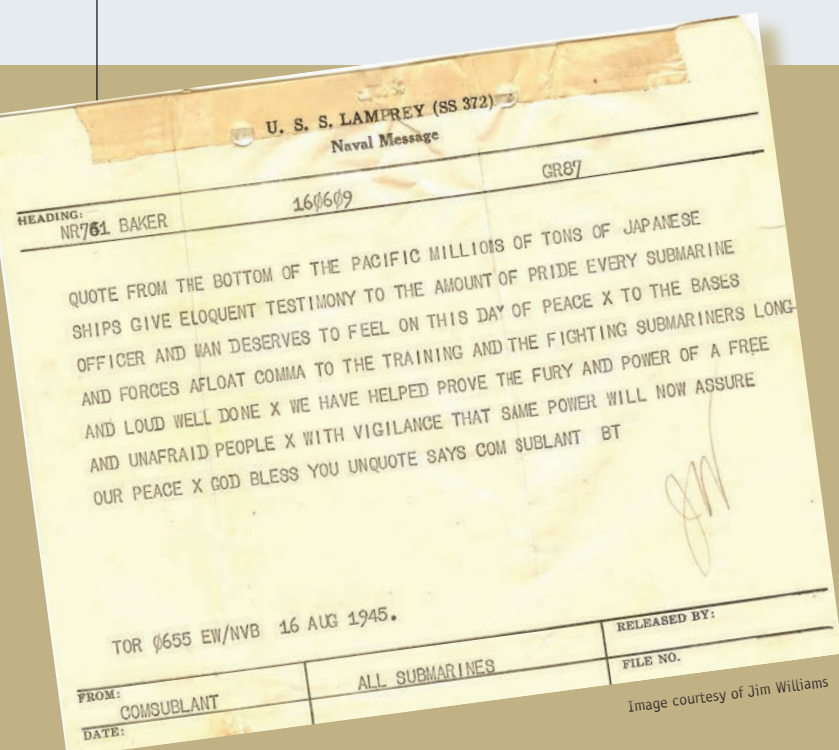 U. S. S. LAMPREY (SS 372)
Naval Message
HEADING:
NR761 BAKER 160609 GR87
QUOTE FROM THE BOTTOM OF THE PACIFIC MILLIONS OF TONS OF JAPANESE
SHIPS GIVE ELOQUENT TESTIMONY TO THE AMOUNT OF PRIDE EVERY SUBMARINE
OFFICER AND MAN DESERVES TO FEEL ON THIS DAY OF PEACE X TO THE BASES
AND FORCES AFLOAT COMMA TO THE TRAINING AND THE FIGHTING SUBMARINERS LONG
AND LOUD WELL DONE X WE HAVE HELPED PROVE THE FURY AND POWER OF A FREE
AND UNAFRAID PEOPLE X WITH VIGILANCE THAT SAME POWER WILL NOW ASSURE
OUR PEACE X GOD BLESS YOU UNQUOTE SAYS COM SUBLANT BT
JW
TOR 0655 EW/NVB 16 AUG 1945.
FROM:
COMSUBLANT
ALL SUBMARINES
RELEASED BY:
DATE:
FILE NO.
Image courtesy of Jim Williams